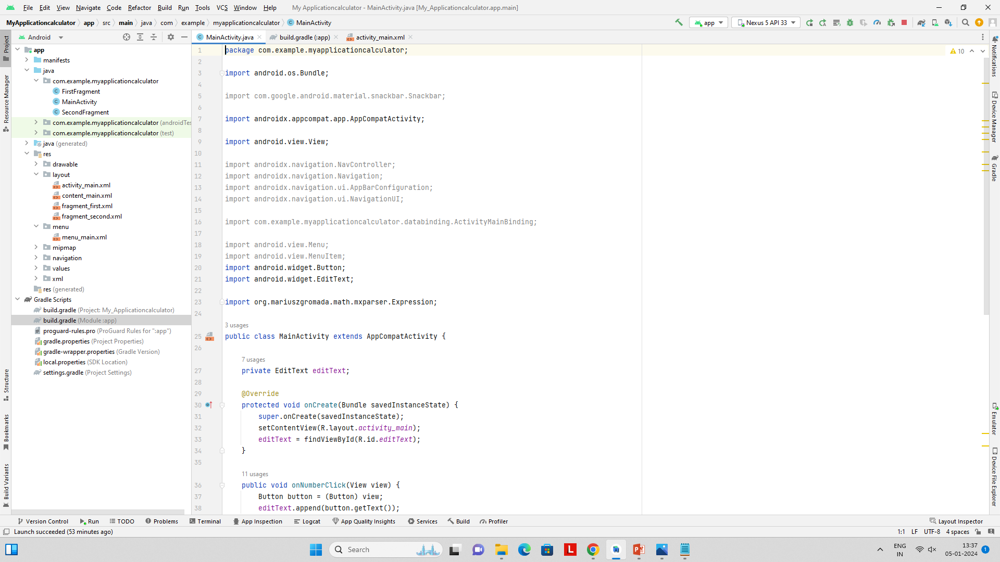 File Edit View Navigate Code Refactor Build Run Tools VCS Window Help My Applicationcalculator - MainActivity.java [My_Applicationcalculator.app.main]
MyApplicationcalculator app src main java com example myapplicationcalculator MainActivity app Nexus 5 API 33
Android
MainActivity.java build.gradle (:app) activity_main.xml
Project
Resource Manager
Structure
Bookmarks
Build Variants
app
manifests
java
com.example.myapplicationcalculator
FirstFragment
MainActivity
SecondFragment
com.example.myapplicationcalculator (androidTes
com.example.myapplicationcalculator (test)
java (generated)
res
drawable
layout
activity_main.xml
content_main.xml
fragment_first.xml
fragment_second.xml
menu
menu_main.xml
mipmap
navigation
values
xml
res (generated)
Gradle Scripts
build.gradle (Project: My_Applicationcalculator)
build.gradle (Module :app)
proguard-rules.pro (ProGuard Rules for ":app")
gradle.properties (Project Properties)
gradle-wrapper.properties (Gradle Version)
local.properties (SDK Location)
settings.gradle (Project Settings)
1 package com.example.myapplicationcalculator;
2
3 import android.os.Bundle;
4
5 import com.google.android.material.snackbar.Snackbar;
6
7 import androidx.appcompat.app.AppCompatActivity;
8
9 import android.view.View;
10
11 import androidx.navigation.NavController;
12 import androidx.navigation.Navigation;
13 import androidx.navigation.ui.AppBarConfiguration;
14 import androidx.navigation.ui.NavigationUI;
15
16 import com.example.myapplicationcalculator.databinding.ActivityMainBinding;
17
18 import android.view.Menu;
19 import android.view.MenuItem;
20 import android.widget.Button;
21 import android.widget.EditText;
22
23 import org.mariuszgromada.math.mxparser.Expression;
24
3 usages
25 public class MainActivity extends AppCompatActivity {
26
7 usages
27 private EditText editText;
28
29 @Override
30 protected void onCreate(Bundle savedInstanceState) {
31 super.onCreate(savedInstanceState);
32 setContentView(R.layout.activity_main);
33 editText = findViewById(R.id.editText);
34 }
35
11 usages
36 public void onNumberClick(View view) {
37 Button button = (Button) view;
38 editText.append(button.getText());
10
Notifications
Device Manager
Gradle
Emulator
Device File Explorer
Version Control Run TODO Problems Terminal App Inspection Logcat App Quality Insights Services Build Profiler Layout Inspector
Launch succeeded (53 minutes ago) 1:1 LF UTF-8 4 spaces
Search
L
ENG
IN
13:37
05-01-2024
1